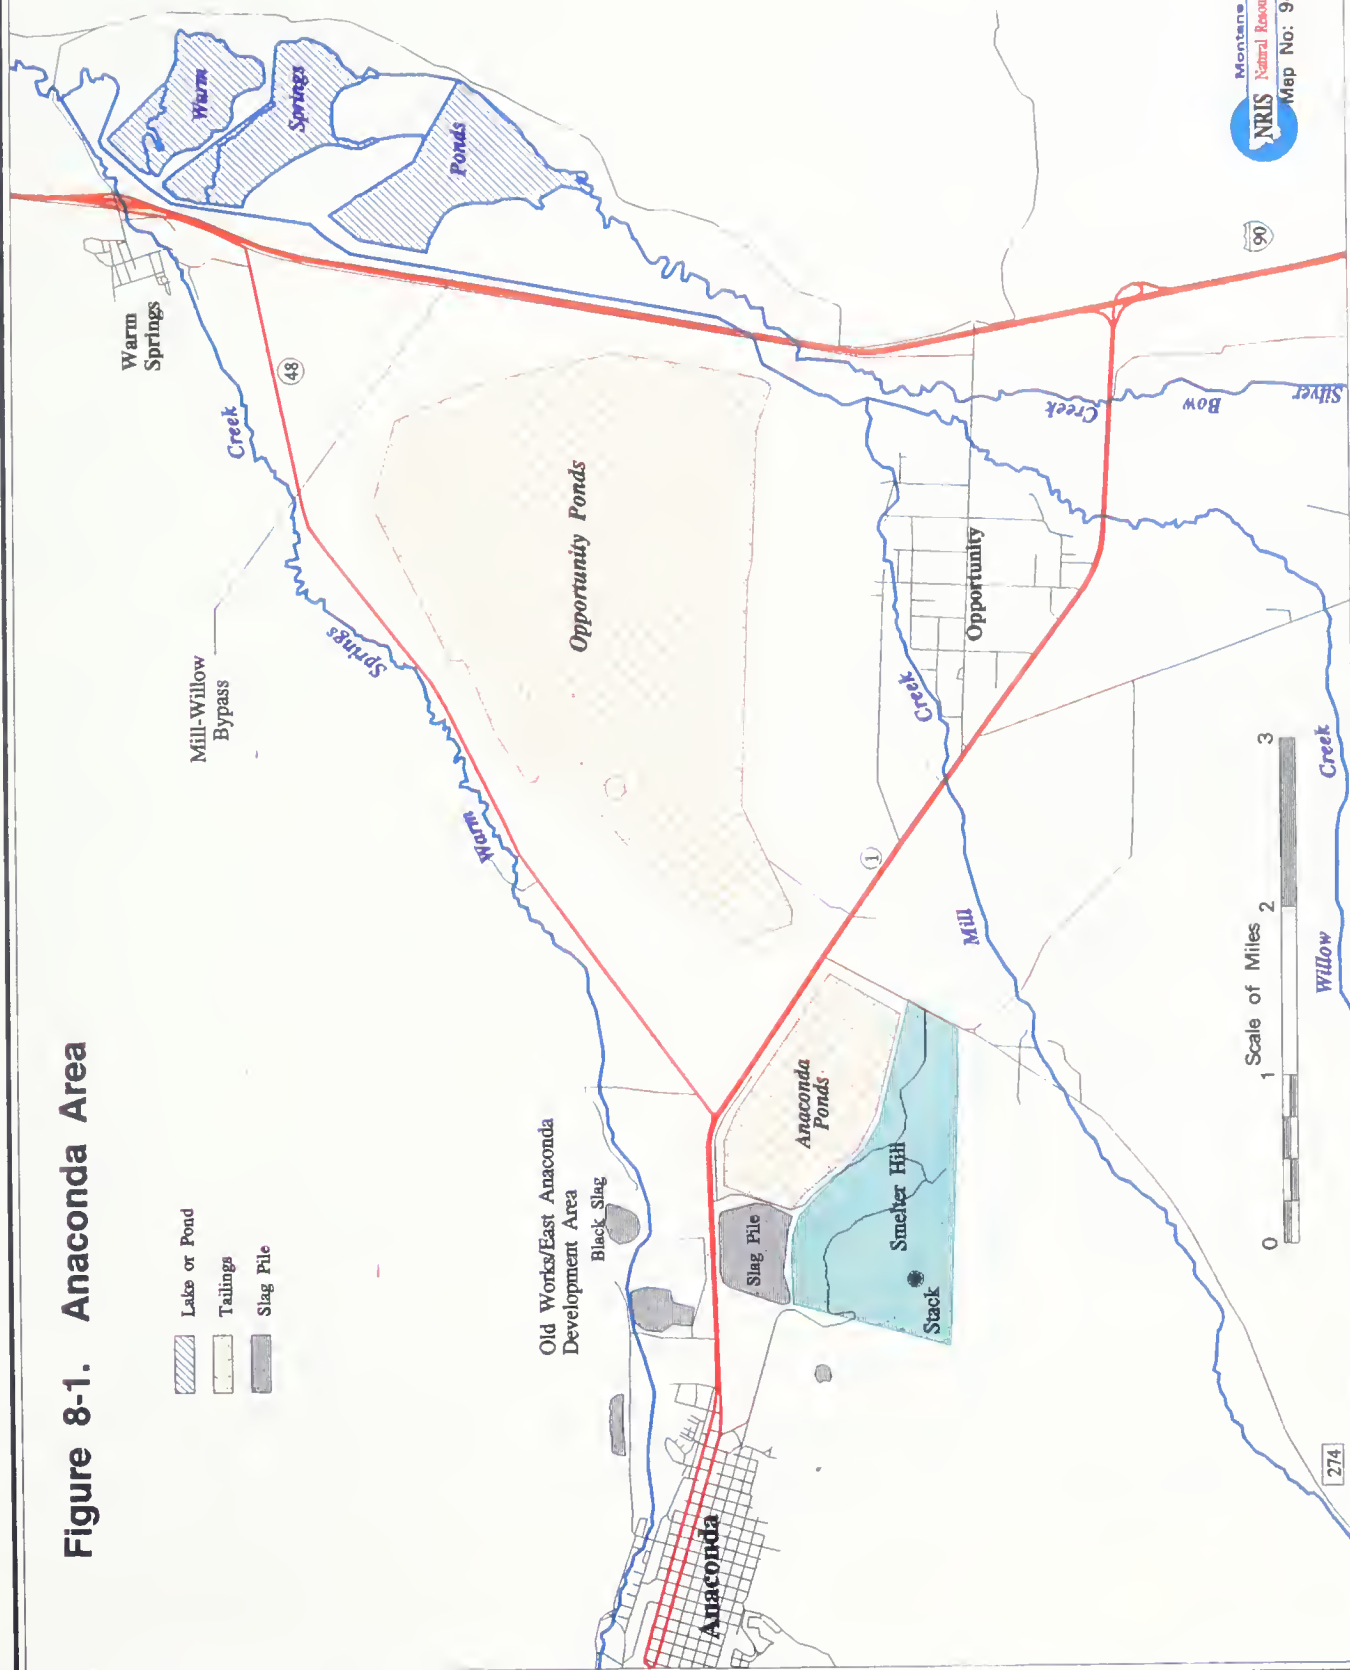 Figure 8-1. Anaconda Area
Lake or Pond
Tailings
Slag Pile
Mill-Willow
Bypass
Warm
Springs
Creek
Warm
Springs
48
Warm
Springs
Ponds
Opportunity Ponds
Old Works/East Anaconda
Development Area
Black Slag
Slag Pile
Anaconda
Ponds
Smelter Hill
Stack
Anaconda
1
Mill
Creek
Opportunity
Silver
Bow
Creek
90
Willow
Creek
274
Scale of Miles
0
1
2
3
NRIS
Montana
Natural
Map No: 9